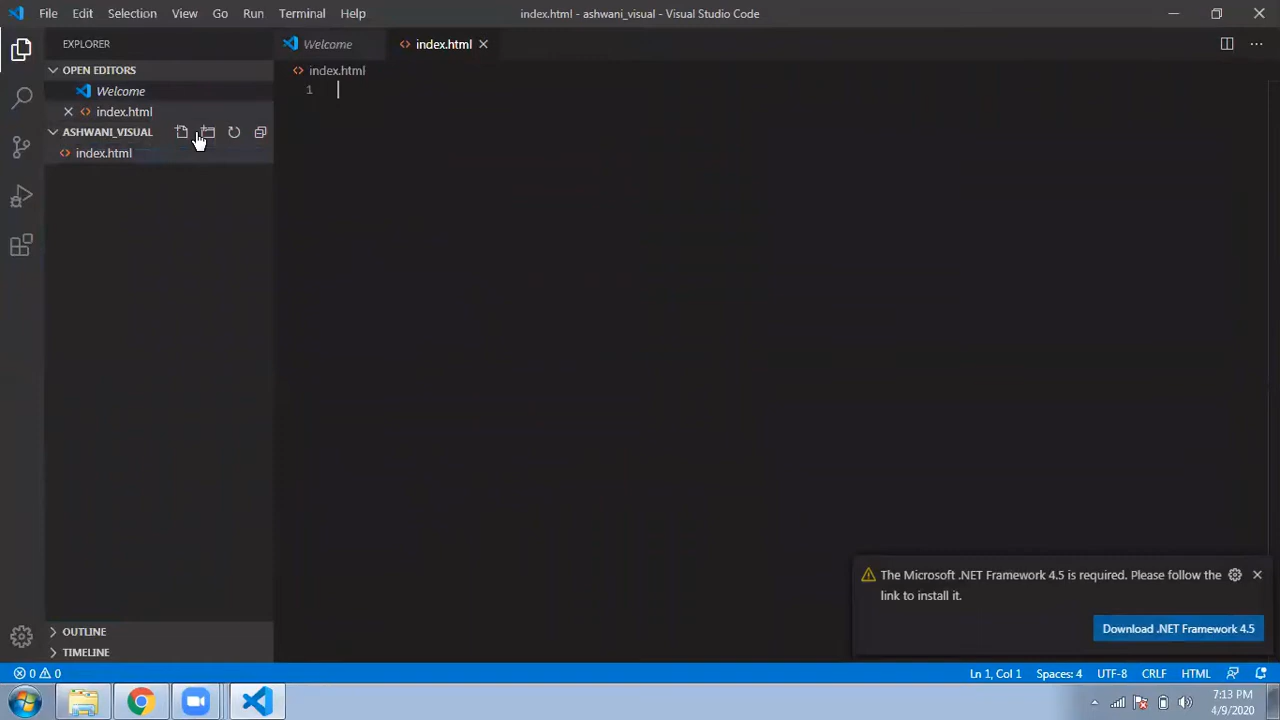 File Edit Selection View Go Run Terminal Help index.html - ashwani_visual - Visual Studio Code
EXPLORER
Welcome index.html
OPEN EDITORS
index.html
Welcome
1
index.html
ASHWANI_VISUAL
index.html
The Microsoft .NET Framework 4.5 is required. Please follow the
link to install it.
Download .NET Framework 4.5
OUTLINE
TIMELINE
0 0 Ln 1, Col 1 Spaces: 4 UTF-8 CRLF HTML
7:13 PM
4/9/2020